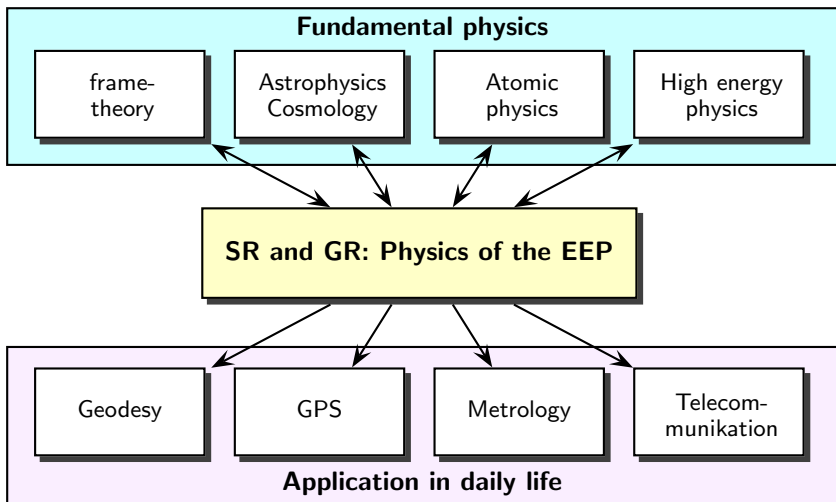 Fundamental physics
frame-
theory
Astrophysics
Cosmology
Atomic
physics
High energy
physics
SR and GR: Physics of the EEP
Geodesy
GPS
Metrology
Telecom-
munikation
Application in daily life